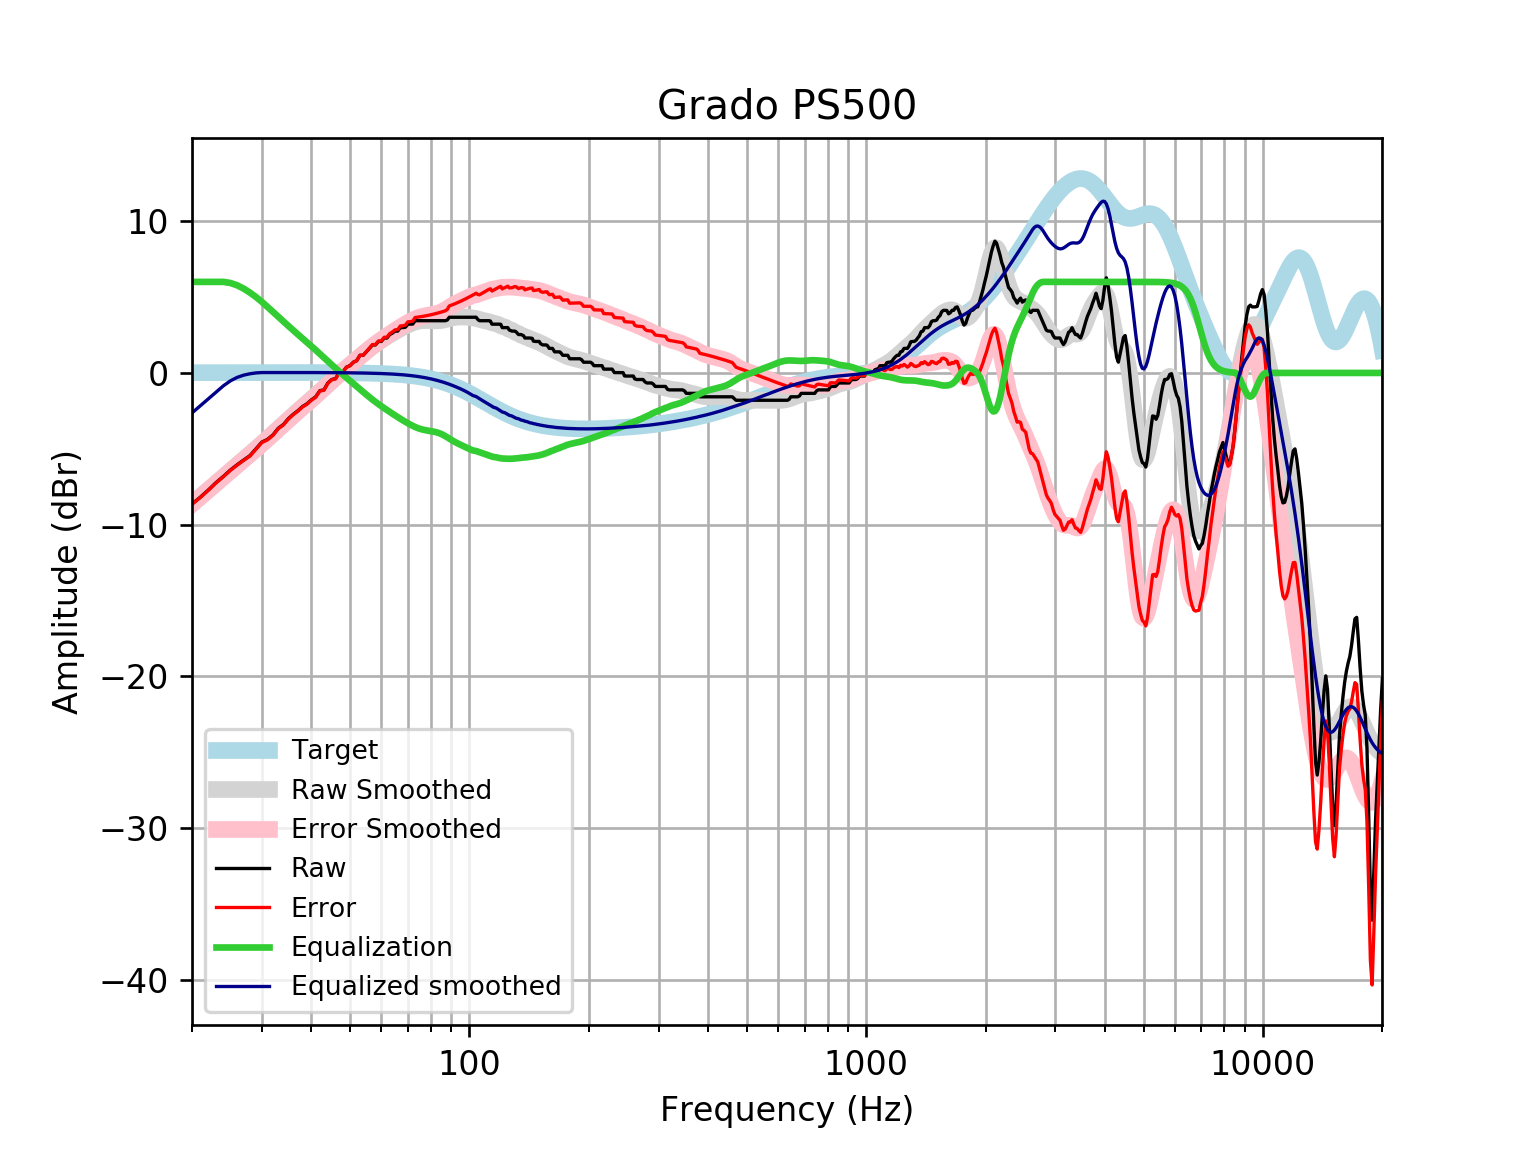 Grado PS500
Amplitude (dBr)
10
0
−10
−20
−30
−40
Target
Raw Smoothed
Error Smoothed
Raw
Error
Equalization
Equalized smoothed
100 1000 10000
Frequency (Hz)